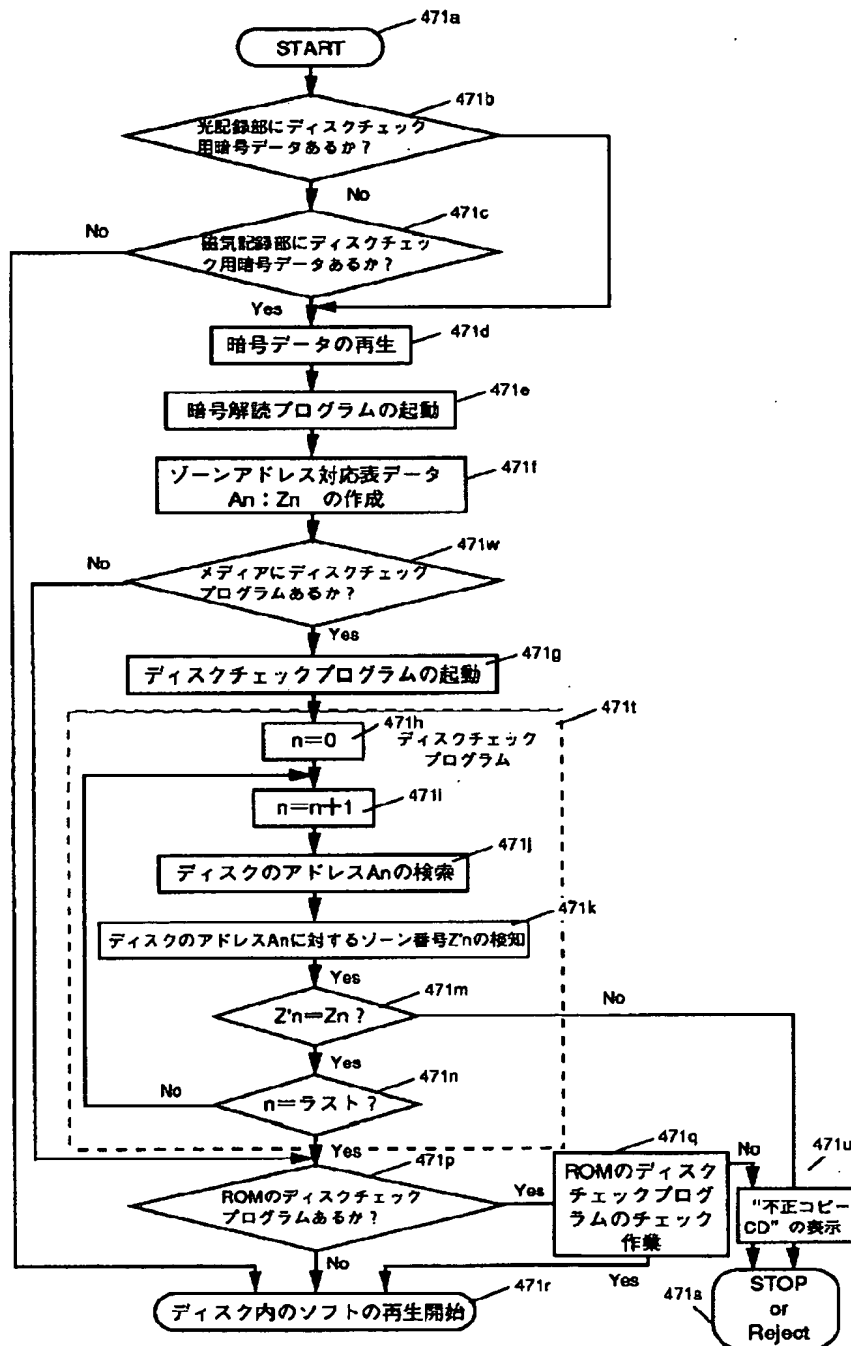 471a
START
471b
光記録部にディスクチェック
用暗号データあるか？
No
471c
No
磁気記録部にディスクチェッ
ク用暗号データあるか？
Yes
471d
暗号データの再生
471e
暗号解読プログラムの起動
471f
ゾーンアドレス対応表データ
An：Zn の作成
471w
No
メディアにディスクチェック
プログラムあるか？
Yes
471g
ディスクチェックプログラムの起動
471t
471h
n＝0
ディスクチェック
プログラム
471i
n＝n＋1
471j
ディスクのアドレスAnの検索
471k
ディスクのアドレスAnに対するゾーン番号Z'nの検知
Yes
471m
No
Z'n＝Zn？
Yes
471n
No
n＝ラスト？
Yes
471p
471q
No
471u
ROMのディスクチェック
プログラムあるか？
Yes
ROMのディスク
チェックプログ
ラムのチェック
作業
“不正コピー
CD”の表示
No
Yes
471r
ディスク内のソフトの再生開始
471s
STOP
or
Reject